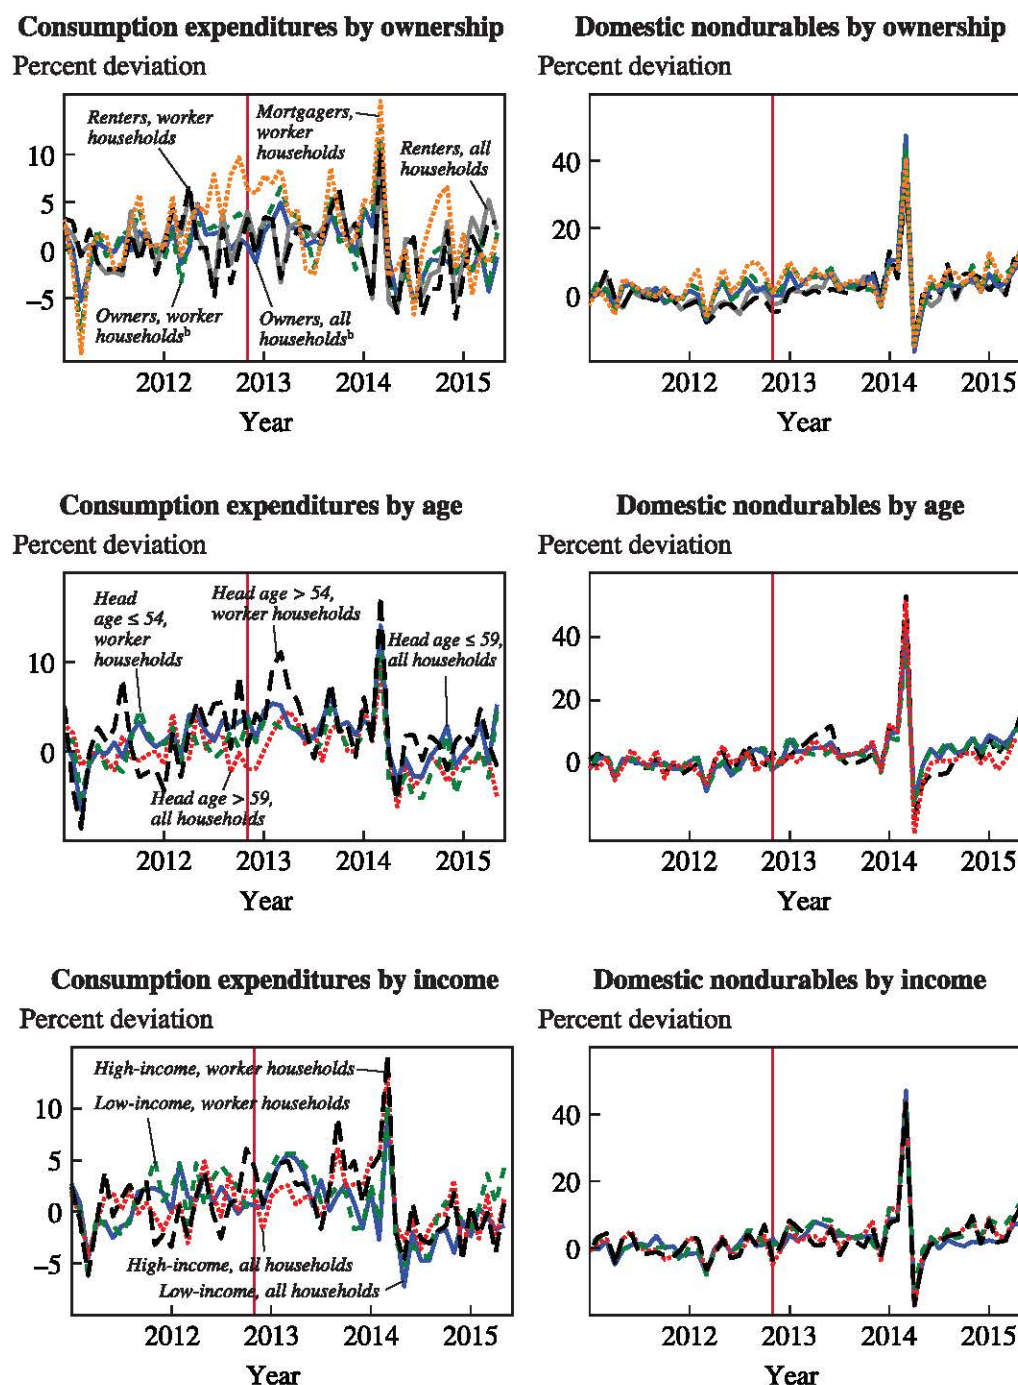 Consumption expenditures by ownership
Percent deviation
Renters, worker
households
Mortgagers,
worker
households
Renters, all
households
10
5
0
−5
Owners, worker
householdsᵇ
Owners, all
householdsᵇ
2012
2013
2014
2015
Year
Domestic nondurables by ownership
Percent deviation
40
20
0
2012
2013
2014
2015
Year
Consumption expenditures by age
Percent deviation
Head
age ≤ 54,
worker
households
Head age > 54,
worker households
Head age ≤ 59,
all households
10
0
Head age > 59,
all households
2012
2013
2014
2015
Year
Domestic nondurables by age
Percent deviation
40
20
0
2012
2013
2014
2015
Year
Consumption expenditures by income
Percent deviation
High-income, worker households
Low-income, worker households
10
5
0
−5
High-income, all households
Low-income, all households
2012
2013
2014
2015
Year
Domestic nondurables by income
Percent deviation
40
20
0
2012
2013
2014
2015
Year